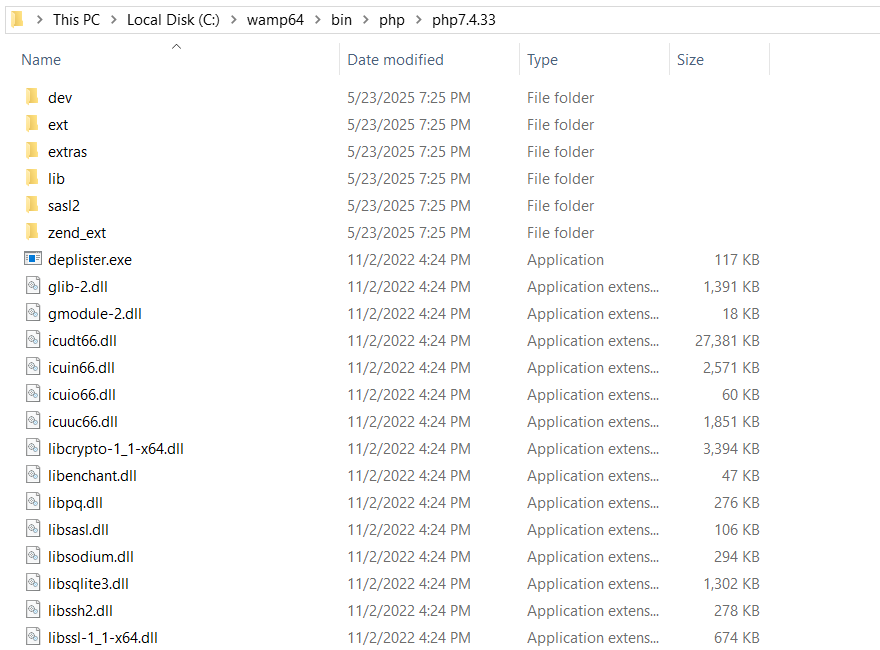 This PC > Local Disk (C:) > wamp64 > bin > php > php7.4.33
Name Date modified Type Size
dev 5/23/2025 7:25 PM File folder
ext 5/23/2025 7:25 PM File folder
extras 5/23/2025 7:25 PM File folder
lib 5/23/2025 7:25 PM File folder
sasl2 5/23/2025 7:25 PM File folder
zend_ext 5/23/2025 7:25 PM File folder
deplister.exe 11/2/2022 4:24 PM Application 117 KB
glib-2.dll 11/2/2022 4:24 PM Application extens... 1,391 KB
gmodule-2.dll 11/2/2022 4:24 PM Application extens... 18 KB
icudt66.dll 11/2/2022 4:24 PM Application extens... 27,381 KB
icuin66.dll 11/2/2022 4:24 PM Application extens... 2,571 KB
icuio66.dll 11/2/2022 4:24 PM Application extens... 60 KB
icuuc66.dll 11/2/2022 4:24 PM Application extens... 1,851 KB
libcrypto-1_1-x64.dll 11/2/2022 4:24 PM Application extens... 3,394 KB
libenchant.dll 11/2/2022 4:24 PM Application extens... 47 KB
libpq.dll 11/2/2022 4:24 PM Application extens... 276 KB
libsasl.dll 11/2/2022 4:24 PM Application extens... 106 KB
libsodium.dll 11/2/2022 4:24 PM Application extens... 294 KB
libsqlite3.dll 11/2/2022 4:24 PM Application extens... 1,302 KB
libssh2.dll 11/2/2022 4:24 PM Application extens... 278 KB
libssl-1_1-x64.dll 11/2/2022 4:24 PM Application extens... 674 KB